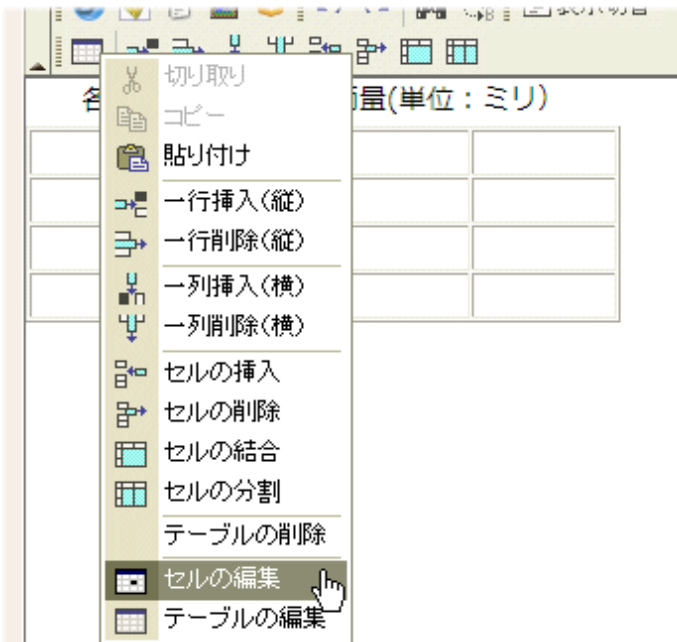 表示切替
各
雨量(単位：ミリ)
切り取り
コピー
貼り付け
一行挿入(縦)
一行削除(縦)
一列挿入(横)
一列削除(横)
セルの挿入
セルの削除
セルの結合
セルの分割
テーブルの削除
セルの編集
テーブルの編集